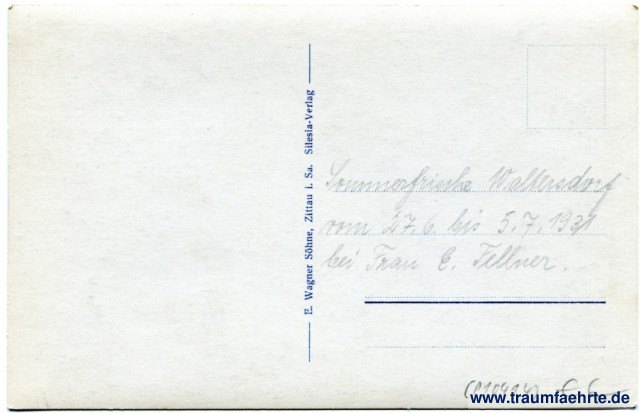 E. Wagner Söhne, Zittau i. Sa. Silesia-Verlag
Sommerfrische Waltersdorf
vom 27.6. bis 5.7.1931
bei Frau E. Fellner.
www.traumfaehrte.de